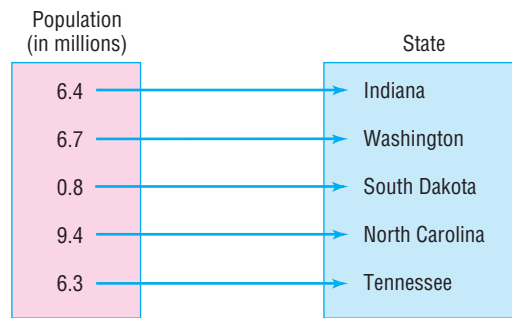 Population
(in millions)
State
6.4 Indiana
6.7 Washington
0.8 South Dakota
9.4 North Carolina
6.3 Tennessee